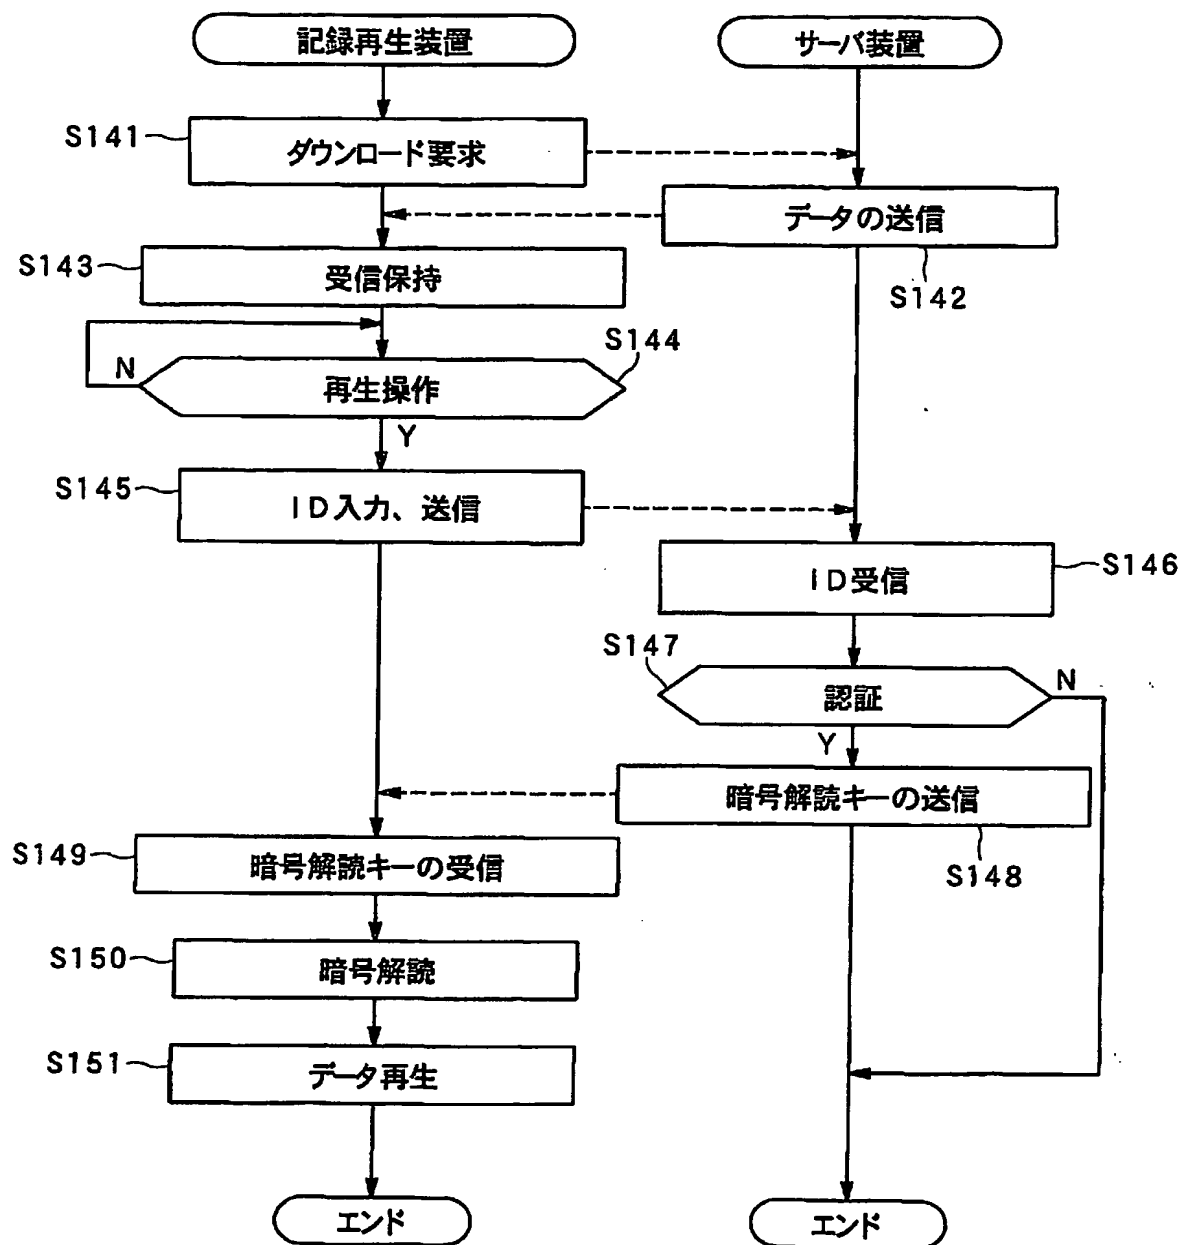 記録再生装置
サーバ装置
S141
ダウンロード要求
データの送信
S142
S143
受信保持
S144
N
再生操作
Y
S145
ID入力、送信
S146
ID受信
S147
認証
N
Y
暗号解読キーの送信
S148
S149
暗号解読キーの受信
S150
暗号解読
S151
データ再生
エンド
エンド